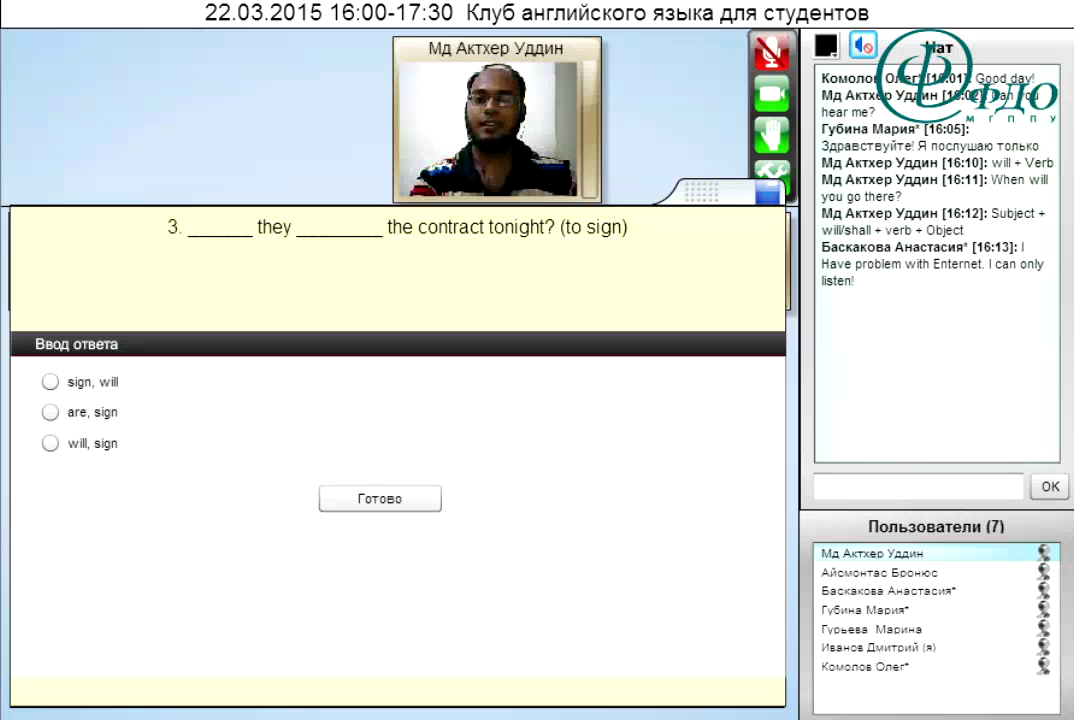 22.03.2015 16:00-17:30 Клуб английского языка для студентов
Мд Актхер Уддин
3. ______ they ________ the contract tonight? (to sign)
Ввод ответа
sign, will
are, sign
will, sign
Готово
Чат
ФДО
МГППУ
Комолов Олег* [16:01]: Good day!
Мд Актхер Уддин [16:02]: Can you
hear me?
Губина Мария* [16:05]:
Здравствуйте! Я послушаю только
Мд Актхер Уддин [16:10]: will + Verb
Мд Актхер Уддин [16:11]: When will
you go there?
Мд Актхер Уддин [16:12]: Subject +
will/shall + verb + Object
Баскакова Анастасия* [16:13]: I
Have problem with Enternet. I can only
listen!
OK
Пользователи (7)
Мд Актхер Уддин
Айсмонтас Бронюс
Баскакова Анастасия*
Губина Мария*
Гурьева Марина
Иванов Дмитрий (я)
Комолов Олег*